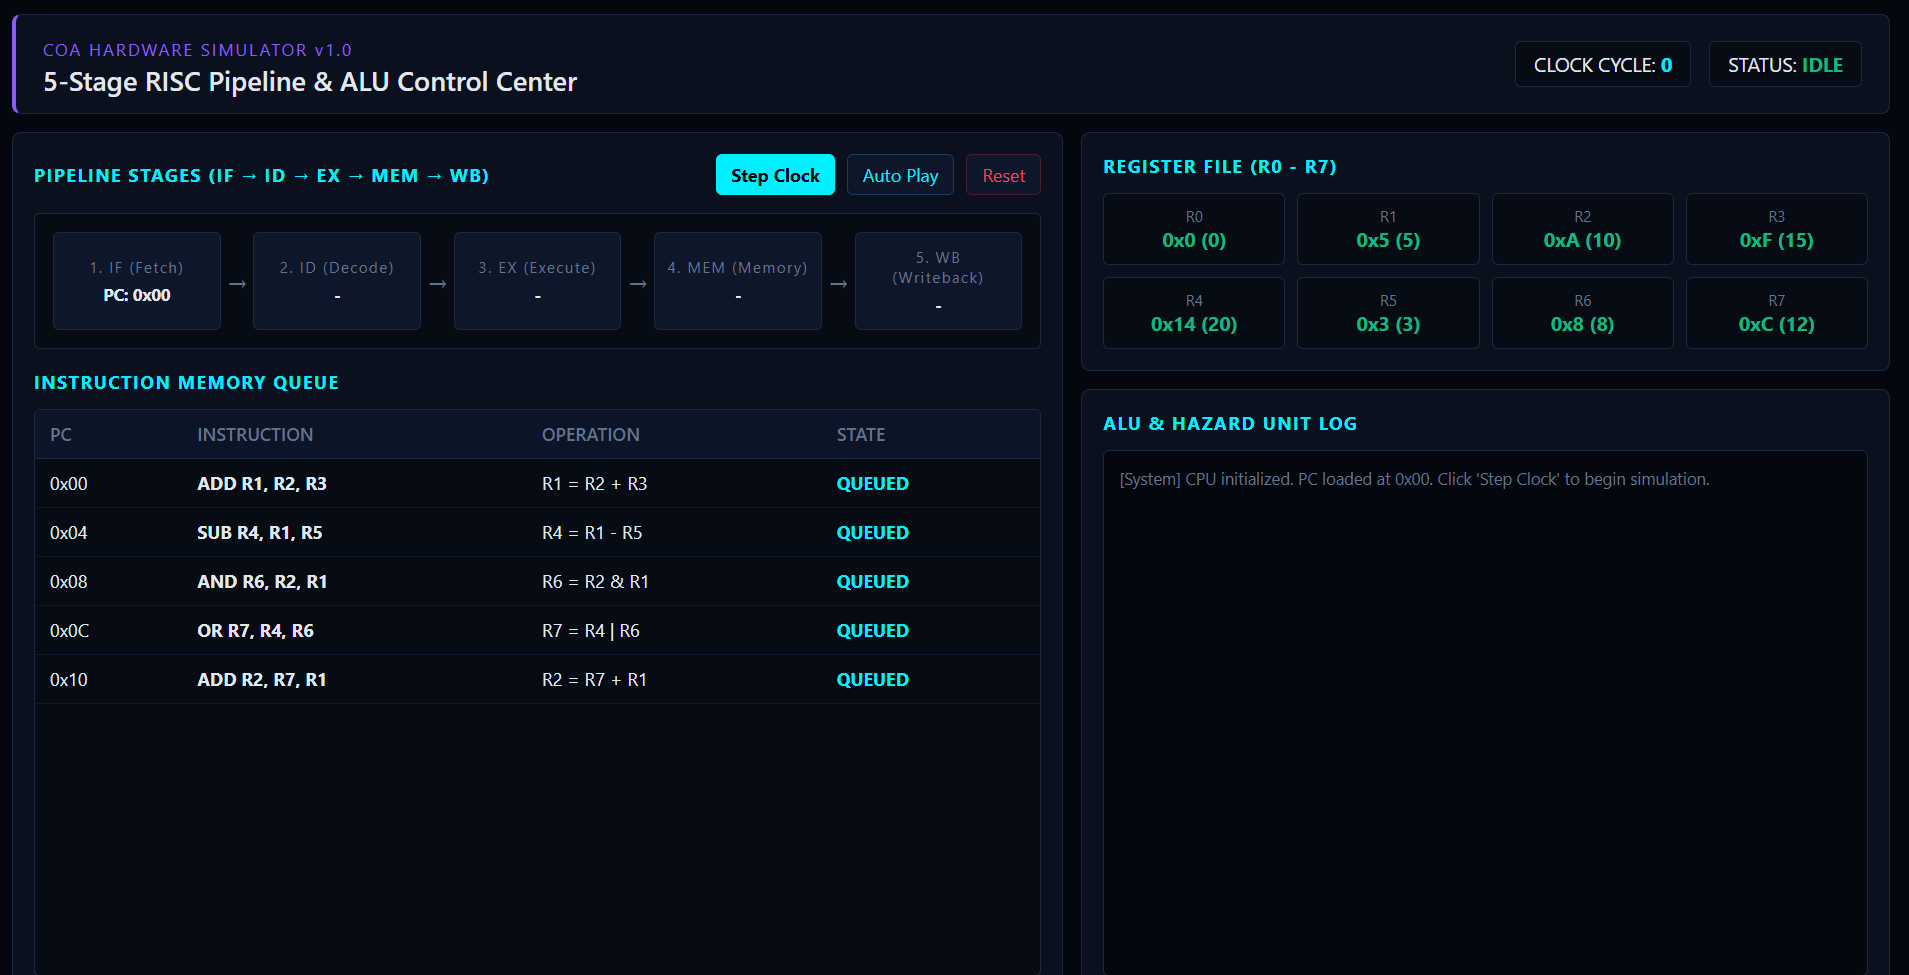 COA HARDWARE SIMULATOR v1.0
5-Stage RISC Pipeline & ALU Control Center
CLOCK CYCLE: 0
STATUS: IDLE
PIPELINE STAGES (IF → ID → EX → MEM → WB)
Step Clock
Auto Play
Reset
1. IF (Fetch)
PC: 0x00
→
2. ID (Decode)
-
→
3. EX (Execute)
-
→
4. MEM (Memory)
-
→
5. WB
(Writeback)
-
INSTRUCTION MEMORY QUEUE
PC INSTRUCTION OPERATION STATE
0x00 ADD R1, R2, R3 R1 = R2 + R3 QUEUED
0x04 SUB R4, R1, R5 R4 = R1 - R5 QUEUED
0x08 AND R6, R2, R1 R6 = R2 & R1 QUEUED
0x0C OR R7, R4, R6 R7 = R4 | R6 QUEUED
0x10 ADD R2, R7, R1 R2 = R7 + R1 QUEUED
REGISTER FILE (R0 - R7)
R0
0x0 (0)
R1
0x5 (5)
R2
0xA (10)
R3
0xF (15)
R4
0x14 (20)
R5
0x3 (3)
R6
0x8 (8)
R7
0xC (12)
ALU & HAZARD UNIT LOG
[System] CPU initialized. PC loaded at 0x00. Click 'Step Clock' to begin simulation.